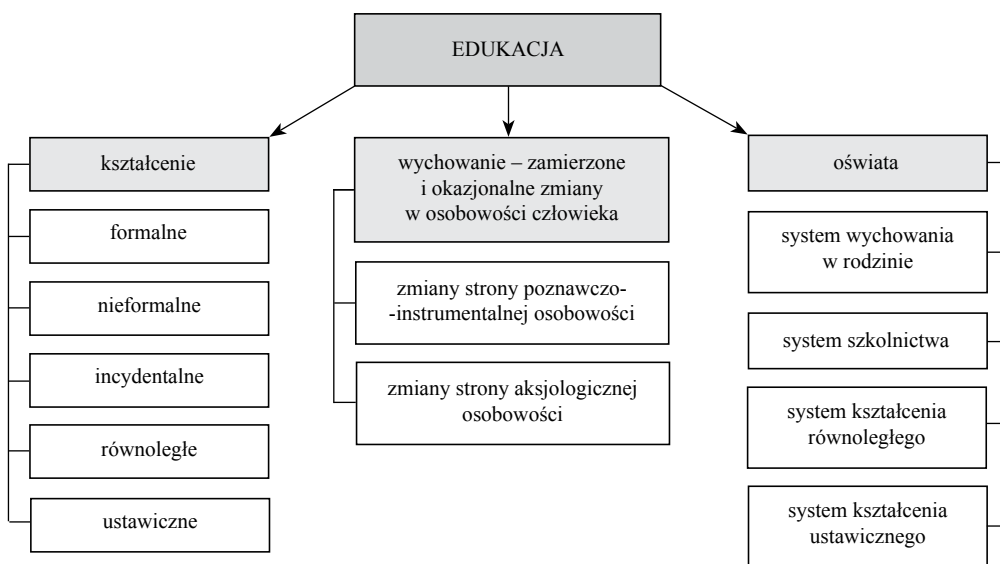 EDUKACJA
kształcenie
formalne
nieformalne
incydentalne
równoległe
ustawiczne
wychowanie – zamierzone
i okazjonalne zmiany
w osobowości człowieka
zmiany strony poznawczo-
-instrumentalnej osobowości
zmiany strony aksjologicznej
osobowości
oświata
system wychowania
w rodzinie
system szkolnictwa
system kształcenia
równoległego
system kształcenia
ustawicznego